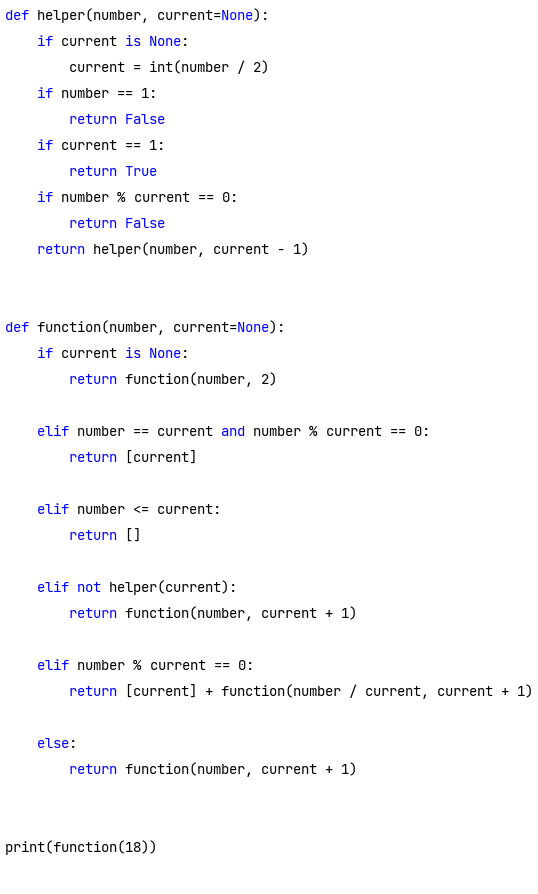 def helper(number, current=None):
    if current is None:
        current = int(number / 2)
    if number == 1:
        return False
    if current == 1:
        return True
    if number % current == 0:
        return False
    return helper(number, current - 1)
def function(number, current=None):
    if current is None:
        return function(number, 2)
    elif number == current and number % current == 0:
        return [current]
    elif number <= current:
        return []
    elif not helper(current):
        return function(number, current + 1)
    elif number % current == 0:
        return [current] + function(number / current, current + 1)
    else:
        return function(number, current + 1)
print(function(18))